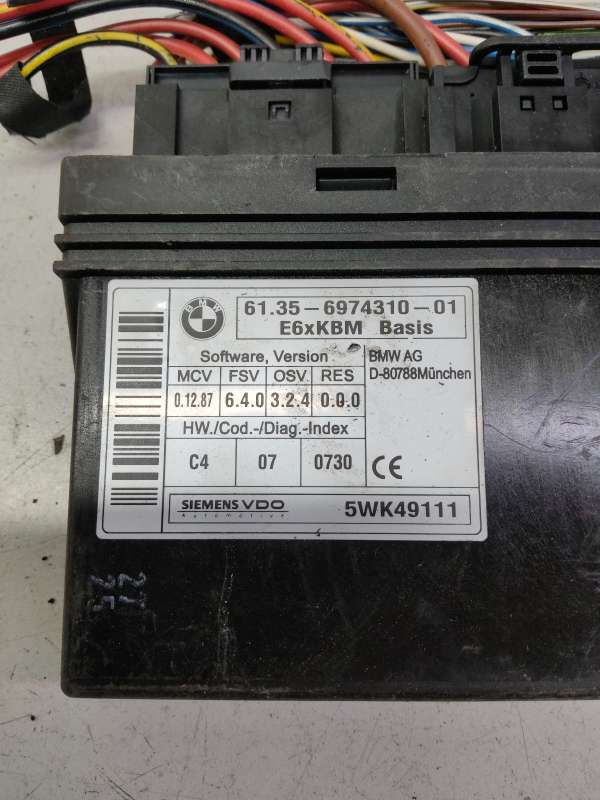 BMW
61.35-6974310-01
E6xKBM Basis
Software, Version
BMW AG
D-80788München
MCV FSV OSV RES
0.12.87 6.4.0 3.2.4 0.0.0
HW./Cod.-/Diag.-Index
C4 07 0730 CE
SIEMENS VDO
Automotive
5WK49111